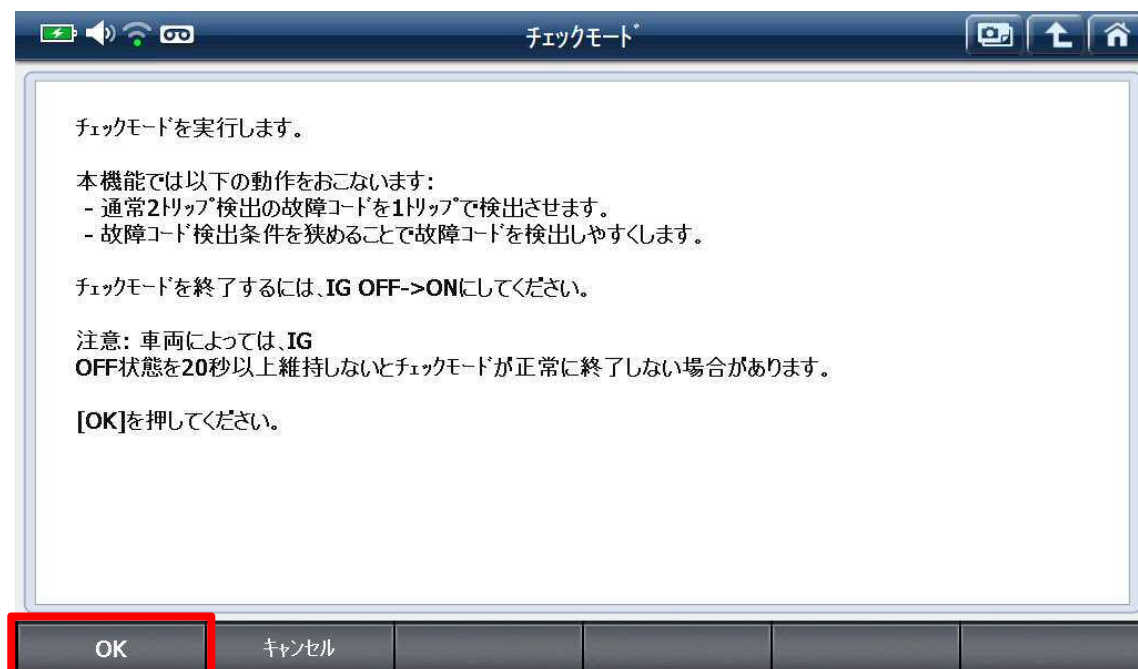 チェックモード
チェックモードを実行します。
本機能では以下の動作をおこないます:
- 通常2トリップ検出の故障コードを1トリップで検出させます。
- 故障コード検出条件を狭めることで故障コードを検出しやすくします。
チェックモードを終了するには、IG OFF->ONにしてください。
注意: 車両によっては、IG
OFF状態を20秒以上維持しないとチェックモードが正常に終了しない場合があります。
[OK]を押してください。
OK
キャンセル